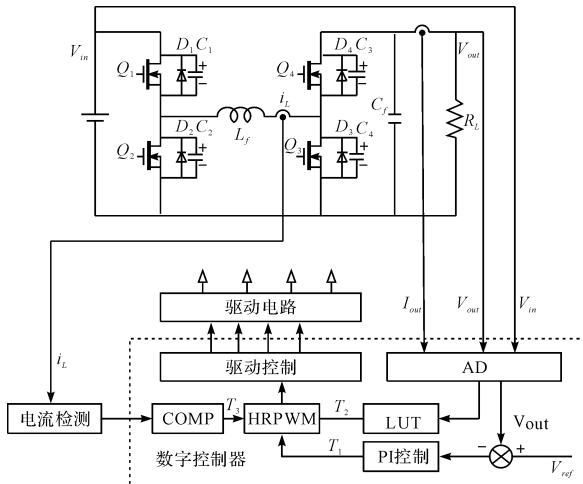 V_in
D_1 C_1
D_4 C_3
V_out
Q_1
Q_4
+
−
+
−
i_L
C_f
R_L
L_f
D_2 C_2
D_3 C_4
Q_2
Q_3
+
−
+
−
驱动电路
I_out
V_out
V_in
i_L
驱动控制
AD
电流检测
COMP
T_3
HRPWM
T_2
LUT
Vout
数字控制器
T_1
PI控制
−
+
V_ref